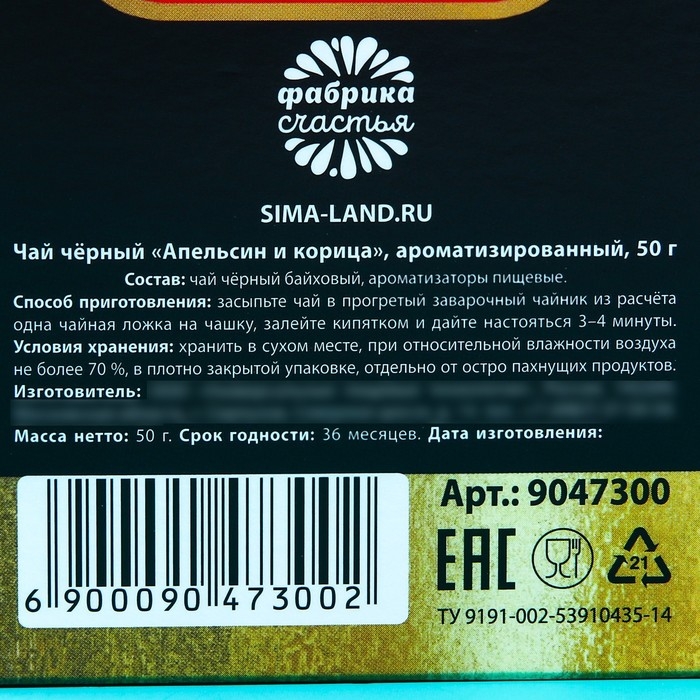 фабрика
счастья
SIMA-LAND.RU
Чай чёрный «Апельсин и корица», ароматизированный, 50 г
Состав: чай чёрный байховый, ароматизаторы пищевые.
Способ приготовления: засыпьте чай в прогретый заварочный чайник из расчёта
одна чайная ложка на чашку, залейте кипятком и дайте настояться 3–4 минуты.
Условия хранения: хранить в сухом месте, при относительной влажности воздуха
не более 70 %, в плотно закрытой упаковке, отдельно от остро пахнущих продуктов.
Изготовитель:
Масса нетто: 50 г. Срок годности: 36 месяцев. Дата изготовления:
6 900090 473002
Арт.: 9047300
EAC
21
ТУ 9191-002-53910435-14